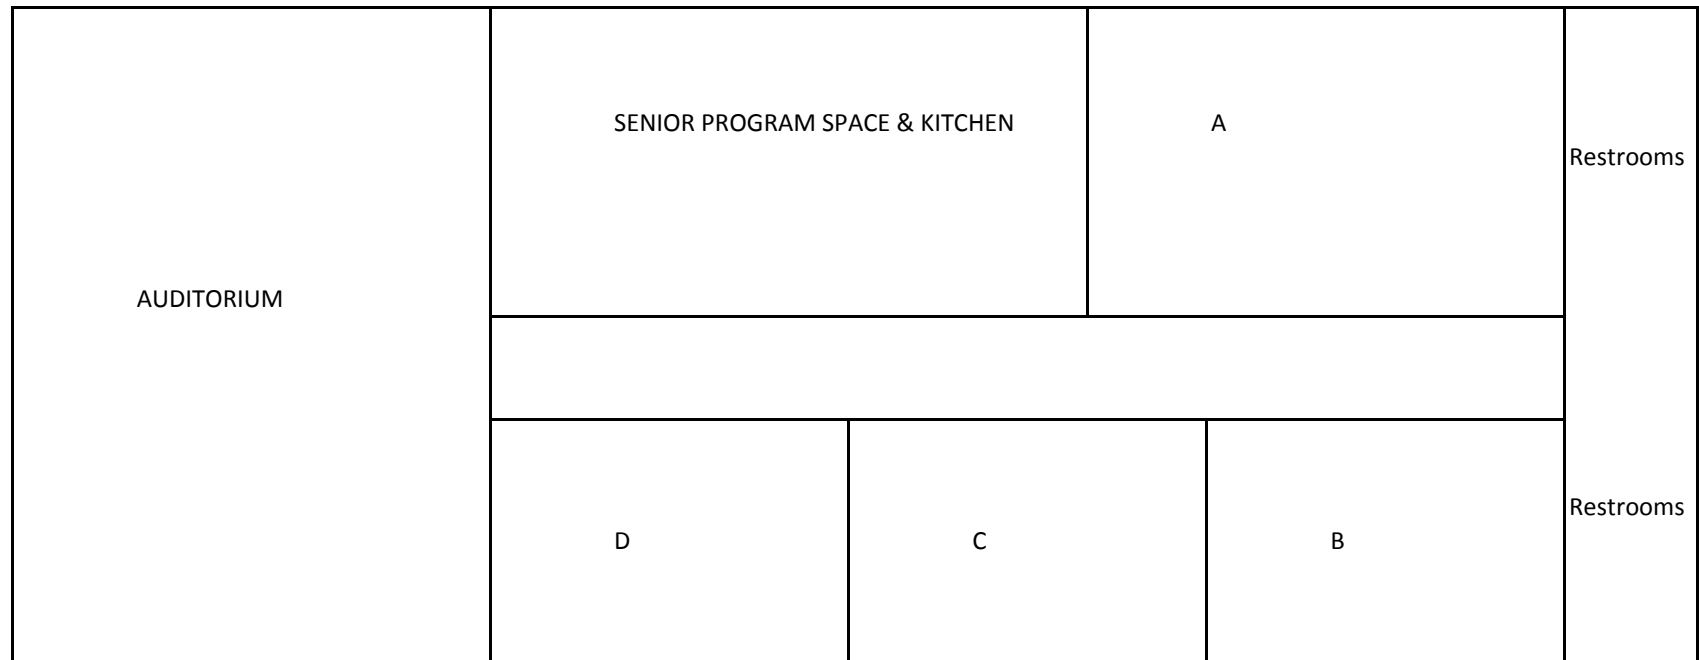 SENIOR PROGRAM SPACE & KITCHEN
A
Restrooms
AUDITORIUM
Restrooms
D
C
B